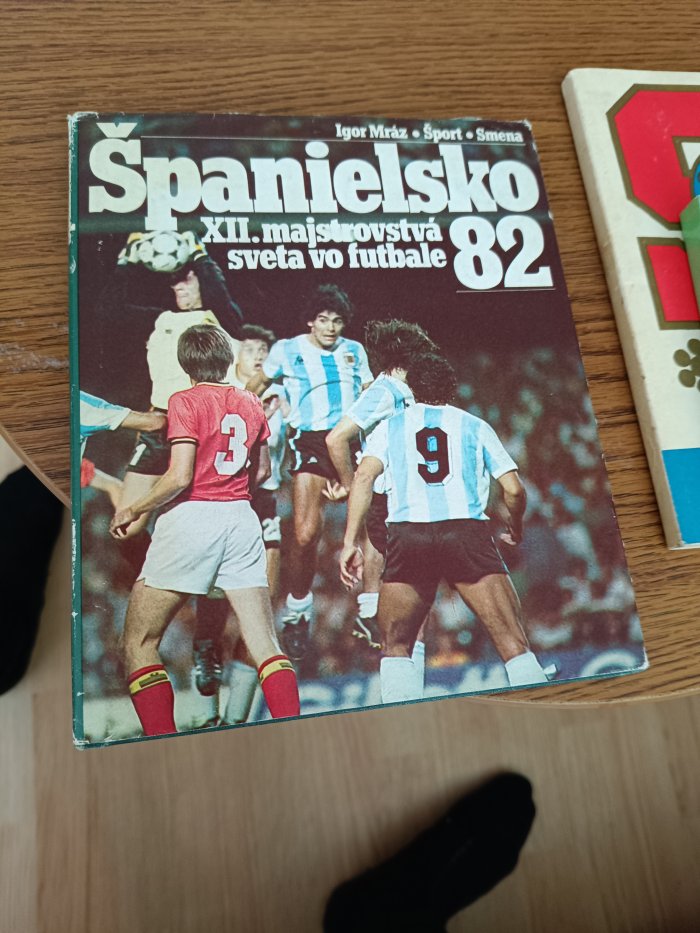 Igor Mráz • Šport • Smena
Španielsko
XII. majstrovstvá
sveta vo futbale
82
3
9